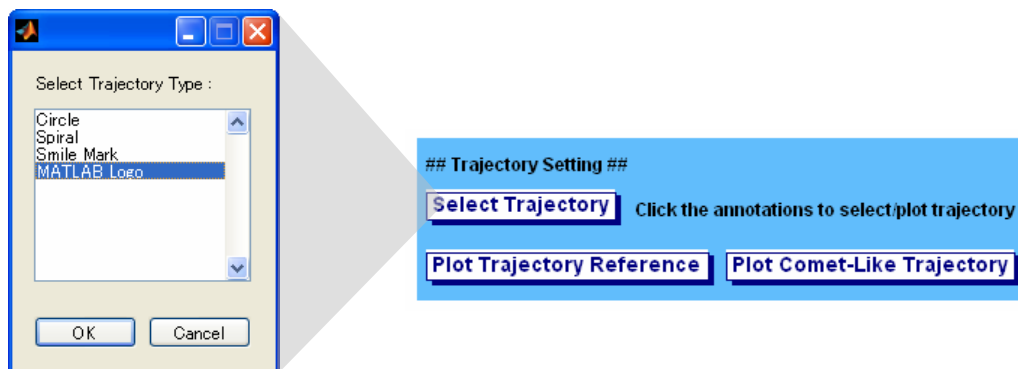 Select Trajectory Type :
Circle
Spiral
Smile Mark
MATLAB Logo
OK Cancel
## Trajectory Setting ##
Select Trajectory Click the annotations to select/plot trajectory
Plot Trajectory Reference Plot Comet-Like Trajectory